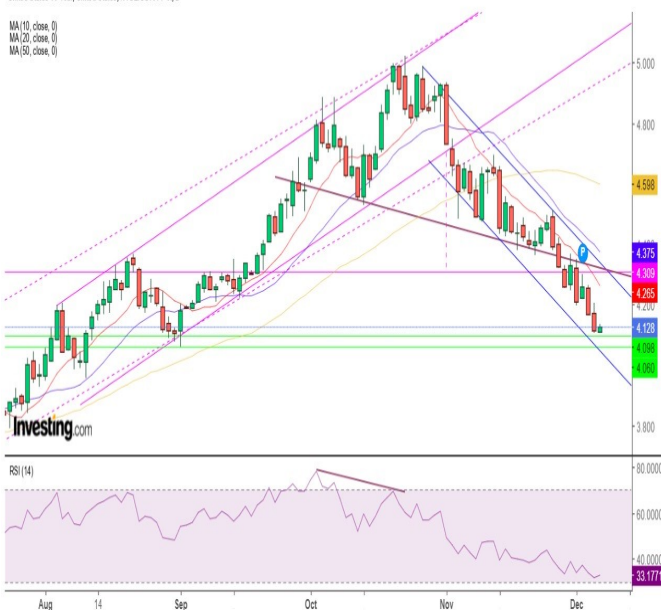 MA (10, close, 0)
MA (20, close, 0)
MA (50, close, 0)
5.000
4.800
4.598
P
4.375
4.309
4.265
4.200
4.128
4.098
4.060
3.800
Investing.com
RSI (14)
80.0000
40.0000
33.1771
Aug
14
Sep
Oct
Nov
Dec